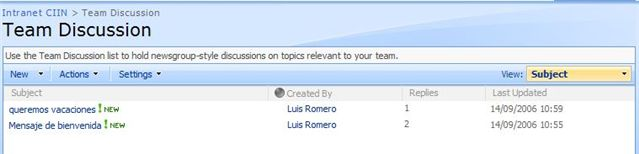 Intranet CIIN > Team Discussion
Team Discussion
Use the Team Discussion list to hold newsgroup-style discussions on topics relevant to your team.
New Actions Settings View: Subject
Subject Created By Replies Last Updated
queremos vacaciones ! NEW Luis Romero 1 14/09/2006 10:59
Mensaje de bienvenida ! NEW Luis Romero 2 14/09/2006 10:55